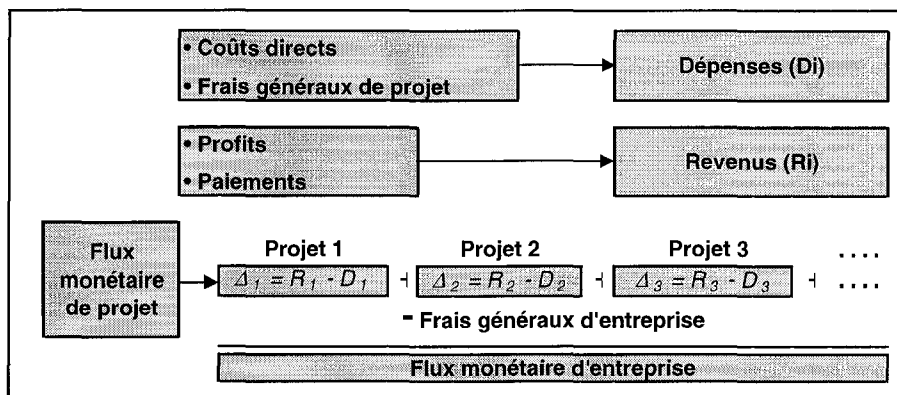 • Coûts directs
• Frais généraux de projet
Dépenses (Di)
• Profits
• Paiements
Revenus (Ri)
Flux
monétaire
de projet
Projet 1
Projet 2
Projet 3
....
Δ1 = R1 - D1
Δ2 = R2 - D2
Δ3 = R3 - D3
....
- Frais généraux d'entreprise
Flux monétaire d'entreprise